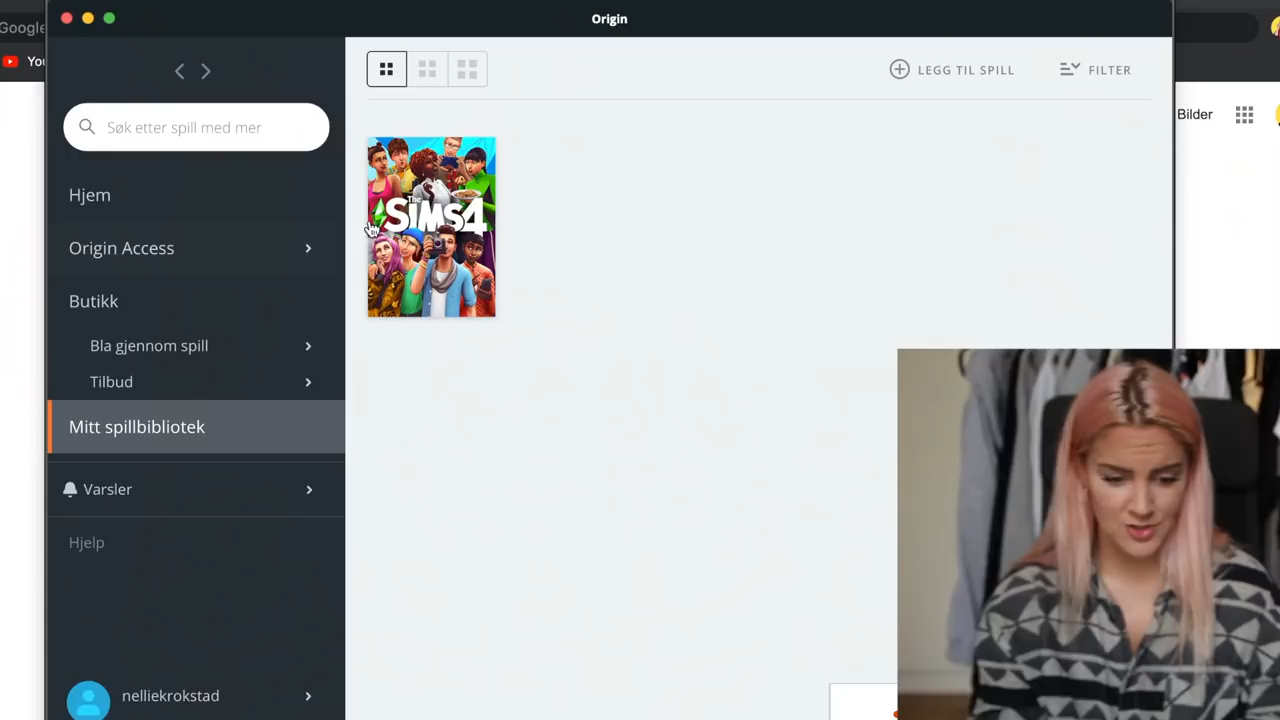 Origin
Google
You
Søk etter spill med mer
LEGG TIL SPILL
FILTER
Bilder
Hjem
The
SIMS4
Origin Access
Butikk
Bla gjennom spill
Tilbud
Mitt spillbibliotek
Varsler
Hjelp
nelliekrokstad